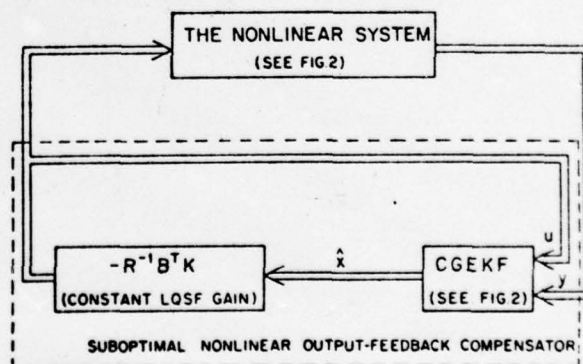 THE NONLINEAR SYSTEM
(SEE FIG.2)
u
-R⁻¹BᵀK
(CONSTANT LQSF GAIN)
x̂
CGEKF
(SEE FIG.2)
y
SUBOPTIMAL NONLINEAR OUTPUT-FEEDBACK COMPENSATOR